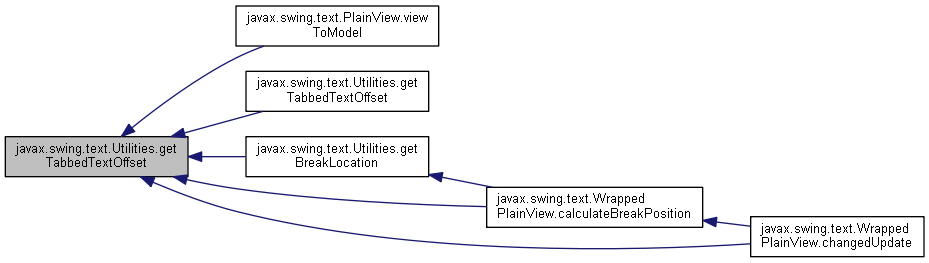 javax.swing.text.PlainView.view
ToModel
javax.swing.text.Utilities.get
TabbedTextOffset
javax.swing.text.Utilities.get
TabbedTextOffset
javax.swing.text.Utilities.get
BreakLocation
javax.swing.text.Wrapped
PlainView.calculateBreakPosition
javax.swing.text.Wrapped
PlainView.changedUpdate